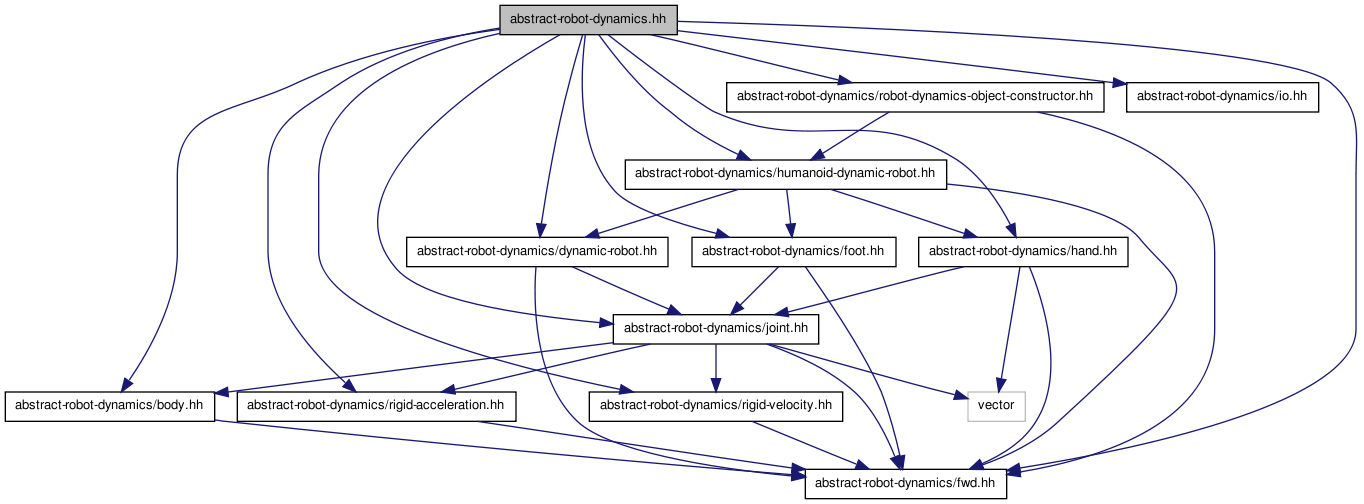 abstract-robot-dynamics.hh
abstract-robot-dynamics/robot-dynamics-object-constructor.hh
abstract-robot-dynamics/io.hh
abstract-robot-dynamics/humanoid-dynamic-robot.hh
abstract-robot-dynamics/dynamic-robot.hh
abstract-robot-dynamics/foot.hh
abstract-robot-dynamics/hand.hh
abstract-robot-dynamics/joint.hh
abstract-robot-dynamics/body.hh
abstract-robot-dynamics/rigid-acceleration.hh
abstract-robot-dynamics/rigid-velocity.hh
vector
abstract-robot-dynamics/fwd.hh